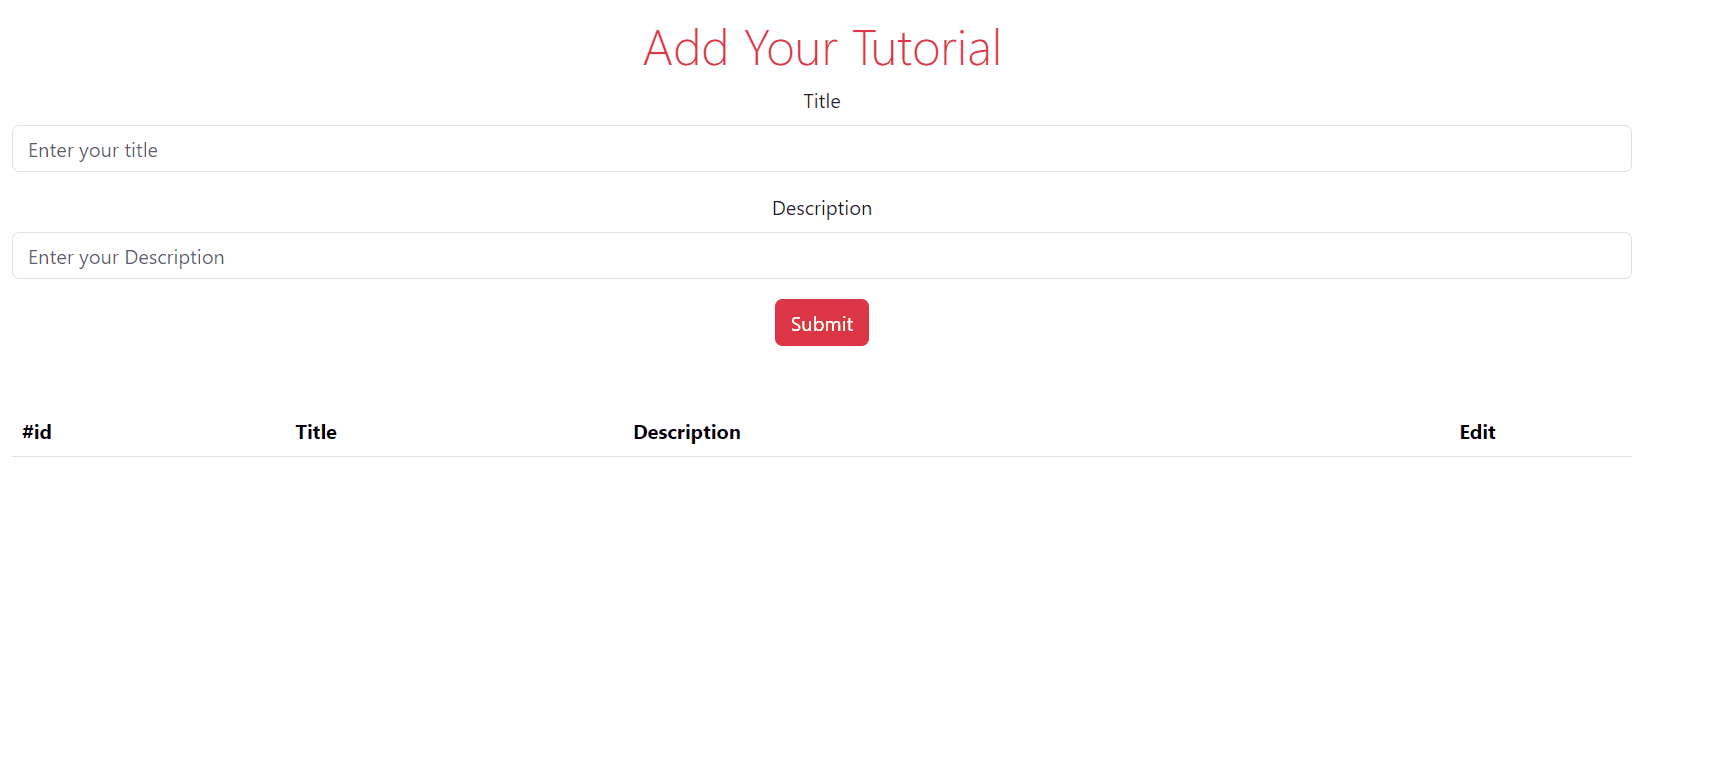 Add Your Tutorial
Title
Enter your title
Description
Enter your Description
Submit
#id Title Description Edit